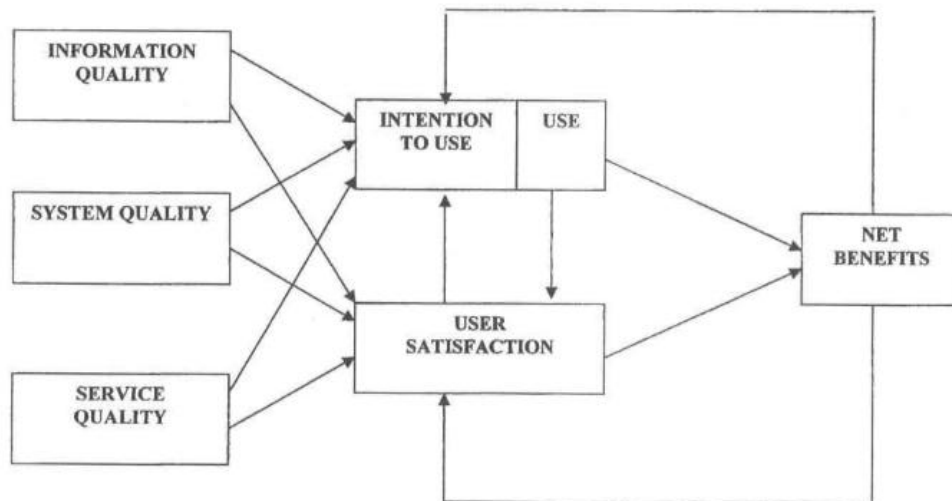 INFORMATION
QUALITY
INTENTION
TO USE
USE
SYSTEM QUALITY
NET
BENEFITS
USER
SATISFACTION
SERVICE
QUALITY